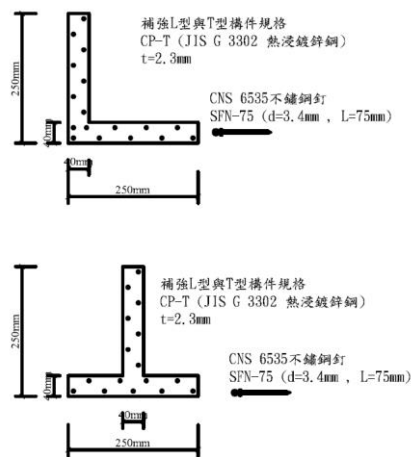 補強L型與T型構件規格
CP-T (JIS G 3302 熱浸鍍鋅鋼)
t=2.3mm
250mm
CNS 6535不鏽鋼釘
SFN-75 (d=3.4mm , L=75mm)
40mm
40mm
250mm
補強L型與T型構件規格
CP-T (JIS G 3302 熱浸鍍鋅鋼)
t=2.3mm
250mm
CNS 6535不鏽鋼釘
SFN-75 (d=3.4mm , L=75mm)
40mm
40mm
250mm